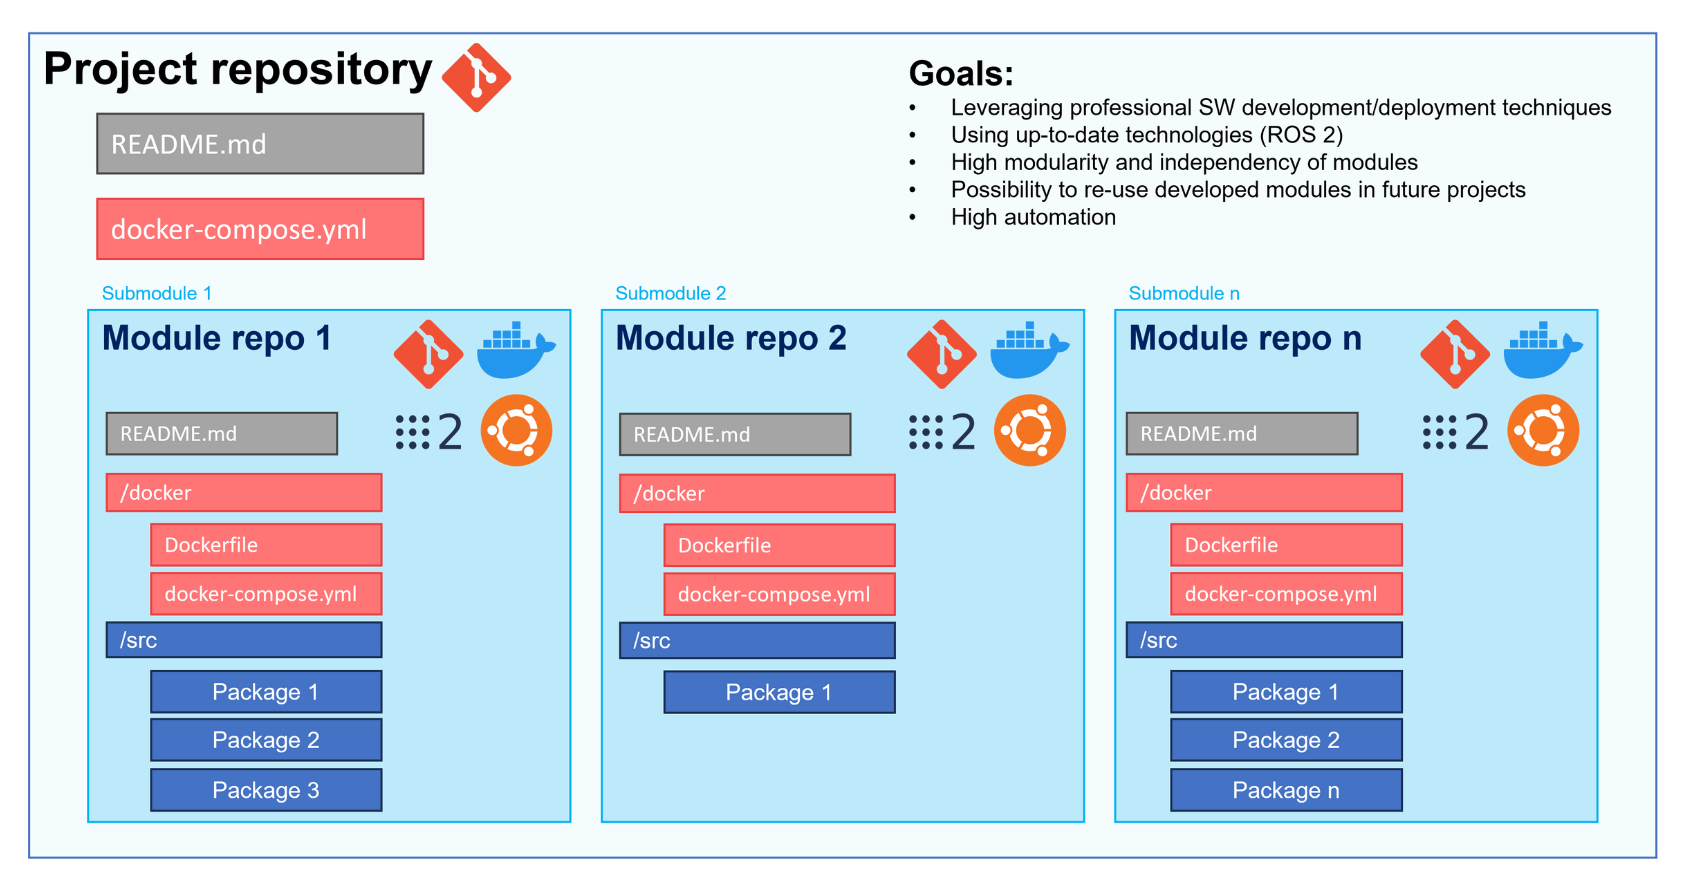 Project repository
README.md
docker-compose.yml
Goals:
• Leveraging professional SW development/deployment techniques
• Using up-to-date technologies (ROS 2)
• High modularity and independency of modules
• Possibility to re-use developed modules in future projects
• High automation
Submodule 1
Module repo 1
2
README.md
/docker
Dockerfile
docker-compose.yml
/src
Package 1
Package 2
Package 3
Submodule 2
Module repo 2
2
README.md
/docker
Dockerfile
docker-compose.yml
/src
Package 1
Submodule n
Module repo n
2
README.md
/docker
Dockerfile
docker-compose.yml
/src
Package 1
Package 2
Package n